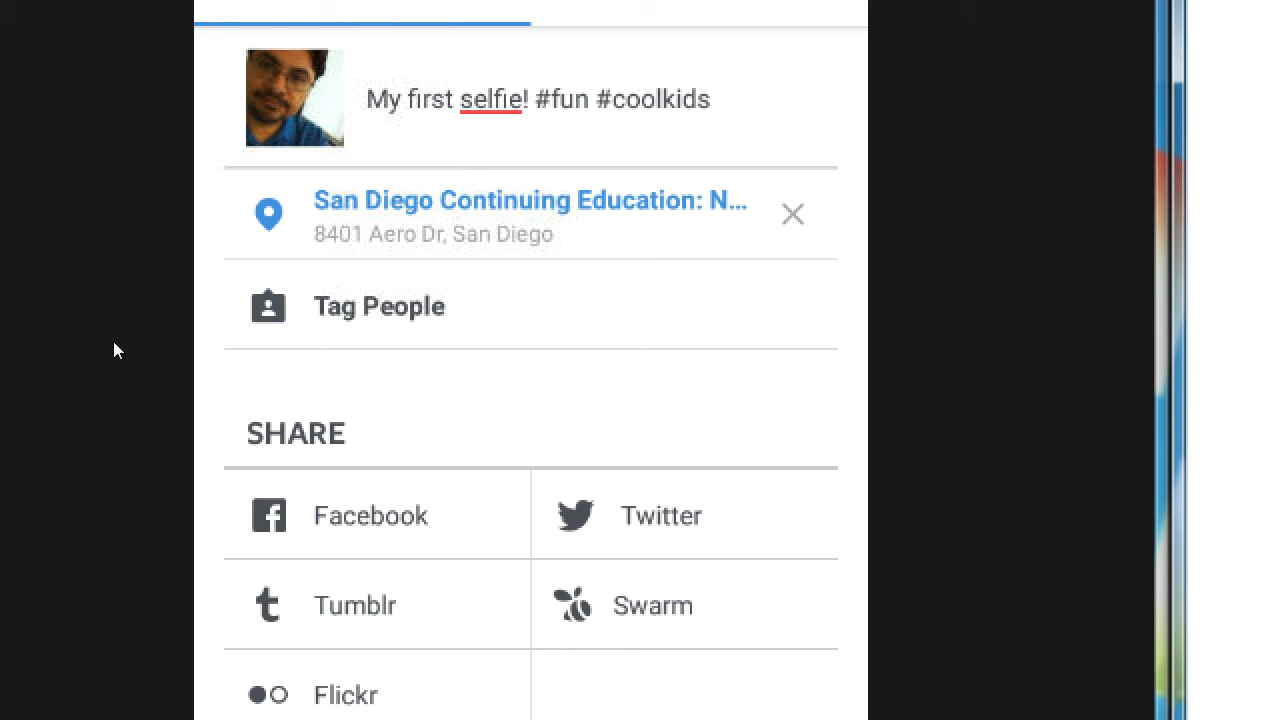 My first selfie! #fun #coolkids
San Diego Continuing Education: N...
8401 Aero Dr, San Diego
Tag People
SHARE
Facebook
Twitter
Tumblr
Swarm
Flickr